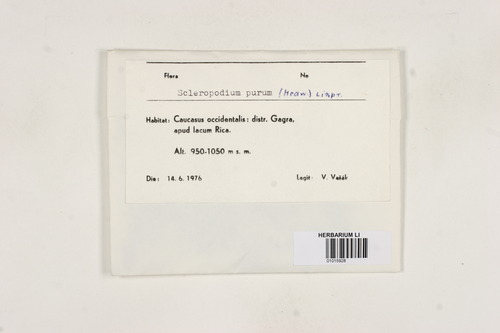 Flora No
Scleropodium purum (Hedw.) Limpr.
Habitat: Caucasus occidentalis: distr. Gagra,
apud lacum Rica.
Alt. 950-1050 m s. m.
Die: 14. 6. 1976 Legit: V. Vašák
HERBARIUM LI